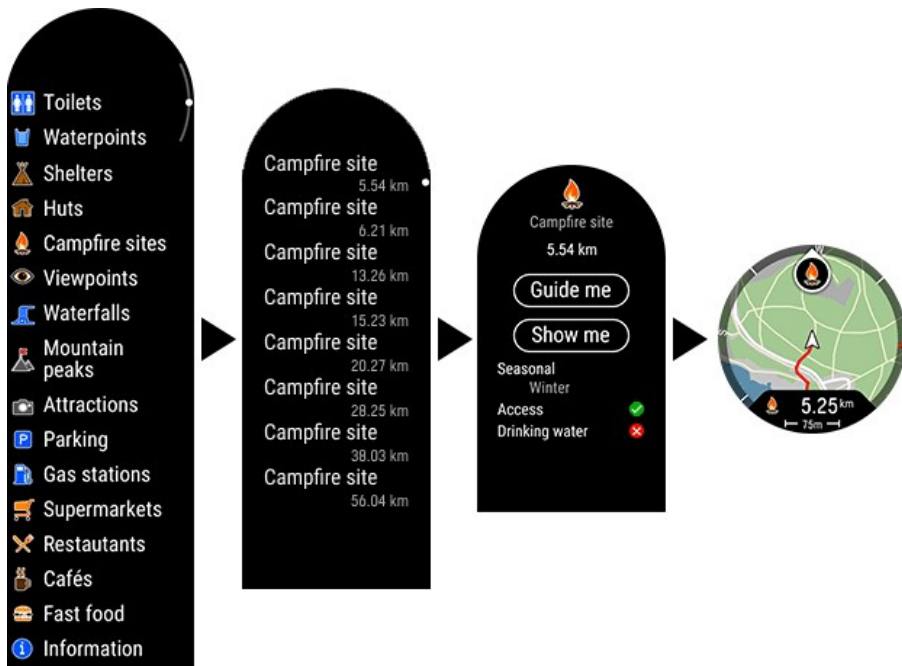 Toilets
Waterpoints
Shelters
Huts
Campfire sites
Viewpoints
Waterfalls
Mountain
peaks
Attractions
P Parking
Gas stations
Supermarkets
Restautants
Cafés
Fast food
i Information
Campfire site
5.54 km
Campfire site
6.21 km
Campfire site
13.26 km
Campfire site
15.23 km
Campfire site
20.27 km
Campfire site
28.25 km
Campfire site
38.03 km
Campfire site
56.04 km
Campfire site
5.54 km
Guide me
Show me
Seasonal
Winter
Access
Drinking water
W
S
5.25 km
75m